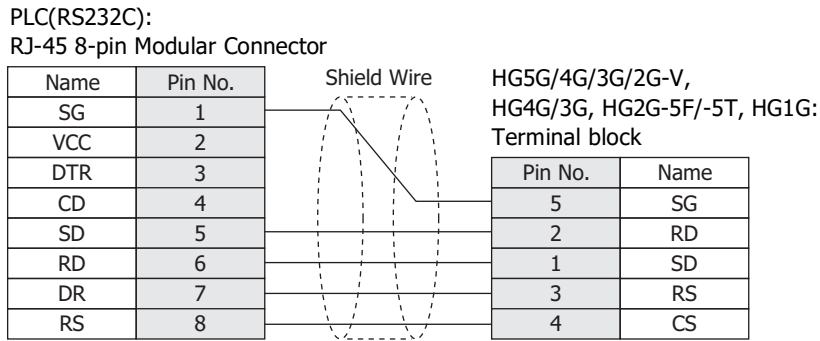 PLC(RS232C):
RJ-45 8-pin Modular Connector
Name Pin No.
SG 1
VCC 2
DTR 3
CD 4
SD 5
RD 6
DR 7
RS 8
Shield Wire
HG5G/4G/3G/2G-V,
HG4G/3G, HG2G-5F/-5T, HG1G:
Terminal block
Pin No. Name
5 SG
2 RD
1 SD
3 RS
4 CS